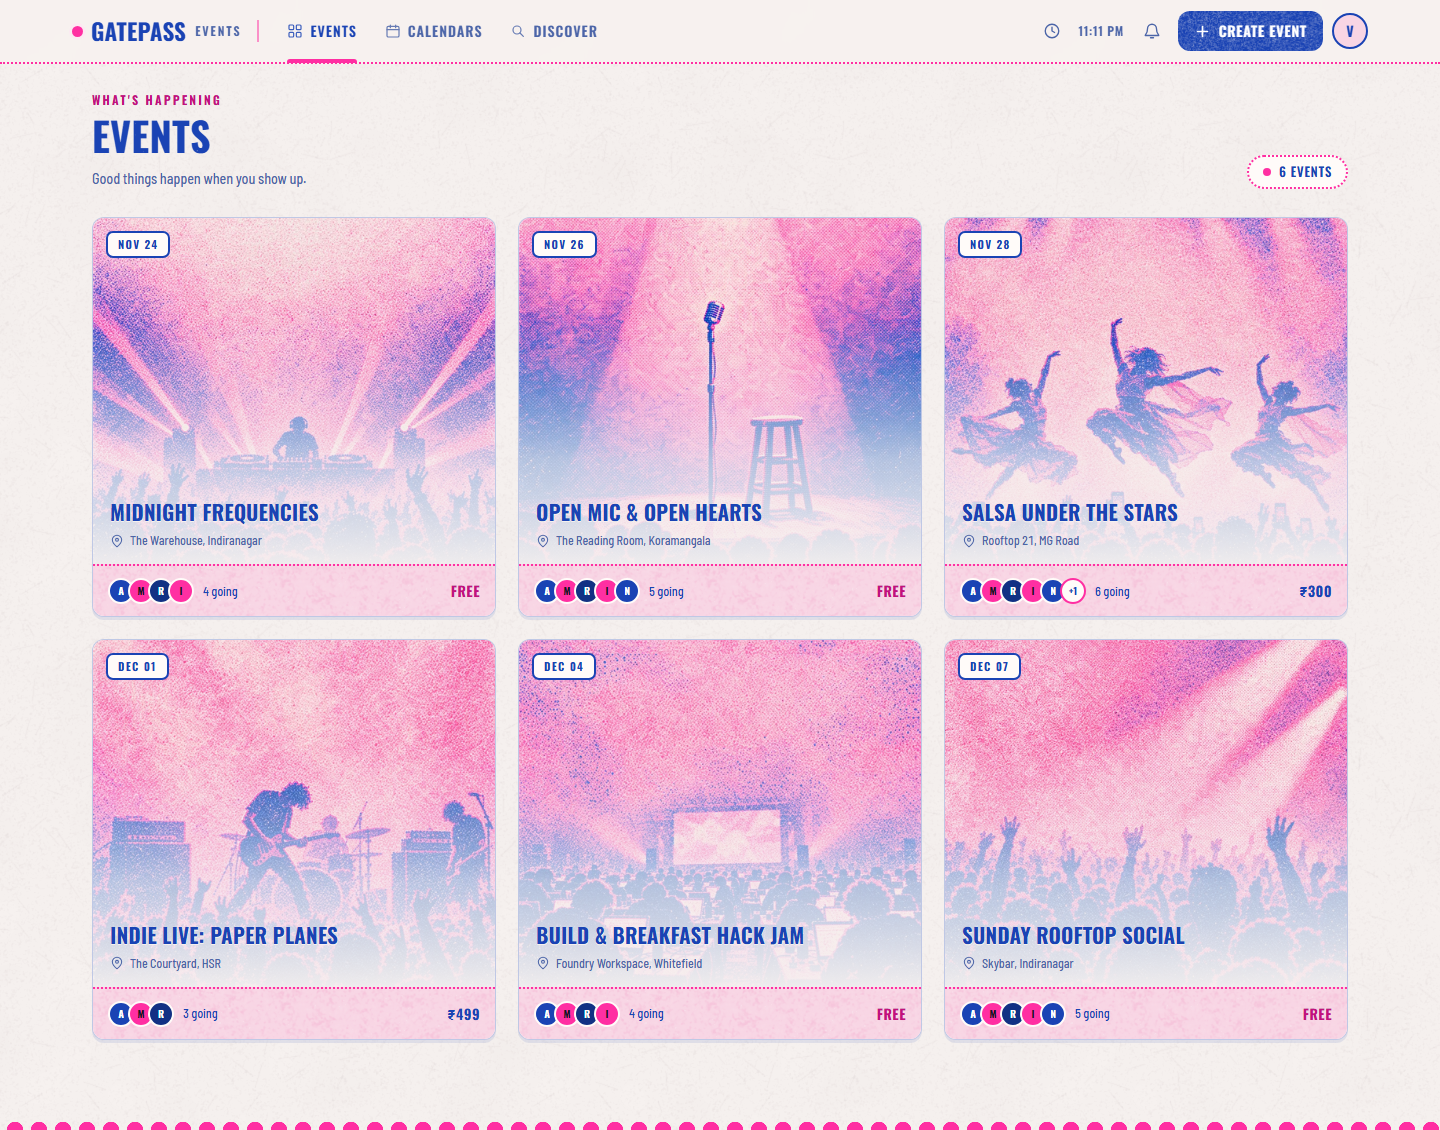 GATEPASS EVENTS EVENTS CALENDARS DISCOVER 11:11 PM CREATE EVENT V
WHAT'S HAPPENING
EVENTS
Good things happen when you show up.
6 EVENTS
NOV 24
MIDNIGHT FREQUENCIES
The Warehouse, Indiranagar
A M R I 4 going FREE
NOV 26
OPEN MIC & OPEN HEARTS
The Reading Room, Koramangala
A M R I N 5 going FREE
NOV 28
SALSA UNDER THE STARS
Rooftop 21, MG Road
A M R I N +1 6 going ₹300
DEC 01
INDIE LIVE: PAPER PLANES
The Courtyard, HSR
A M R 3 going ₹499
DEC 04
BUILD & BREAKFAST HACK JAM
Foundry Workspace, Whitefield
A M R I 4 going FREE
DEC 07
SUNDAY ROOFTOP SOCIAL
Skybar, Indiranagar
A M R I N 5 going FREE